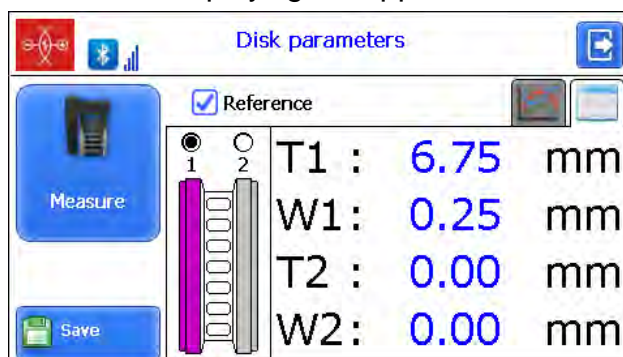 Disk parameters
Reference
1 2
Measure
T1 : 6.75 mm
W1: 0.25 mm
T2 : 0.00 mm
W2: 0.00 mm
Save